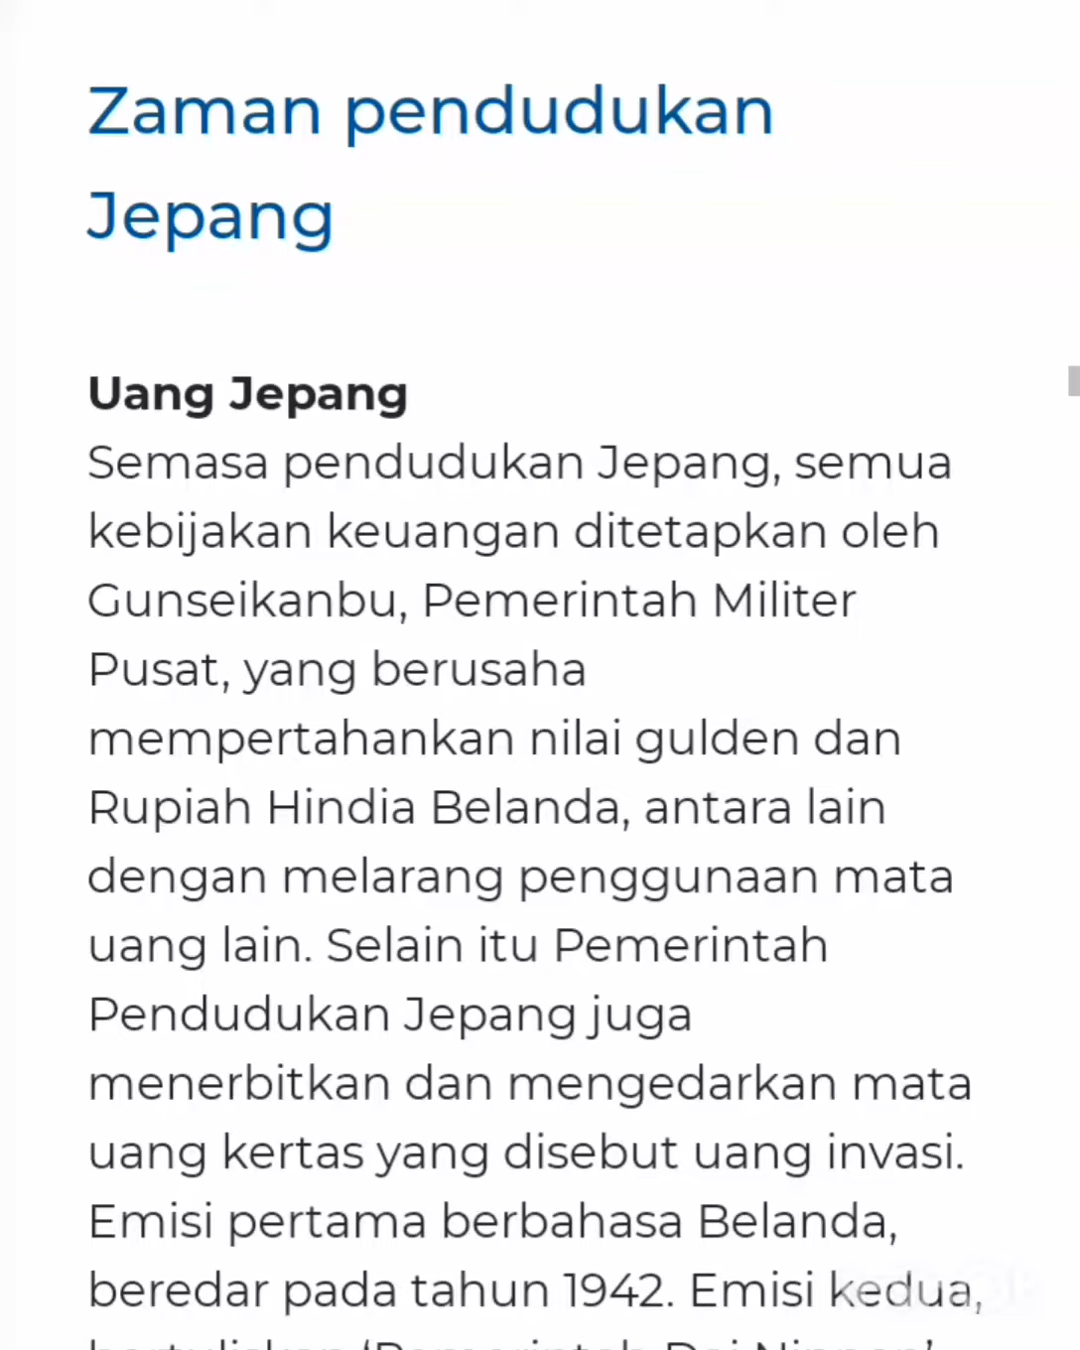 Zaman pendudukan
Jepang
Uang Jepang
Semasa pendudukan Jepang, semua
kebijakan keuangan ditetapkan oleh
Gunseikanbu, Pemerintah Militer
Pusat, yang berusaha
mempertahankan nilai gulden dan
Rupiah Hindia Belanda, antara lain
dengan melarang penggunaan mata
uang lain. Selain itu Pemerintah
Pendudukan Jepang juga
menerbitkan dan mengedarkan mata
uang kertas yang disebut uang invasi.
Emisi pertama berbahasa Belanda,
beredar pada tahun 1942. Emisi kedua,